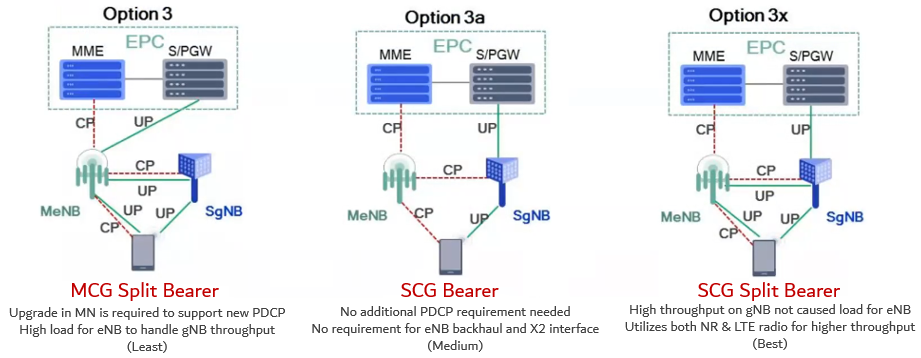 Option 3
EPC
MME
S/PGW
CP
UP
CP
UP
MeNB
SgNB
UP
UP
CP
MCG Split Bearer
Upgrade in MN is required to support new PDCP
High load for eNB to handle gNB throughput
(Least)
Option 3a
EPC
MME
S/PGW
CP
UP
CP
MeNB
SgNB
CP
UP
SCG Bearer
No additional PDCP requirement needed
No requirement for eNB backhaul and X2 interface
(Medium)
Option 3x
EPC
MME
S/PGW
CP
UP
CP
UP
MeNB
SgNB
UP
UP
CP
SCG Split Bearer
High throughput on gNB not caused load for eNB
Utilizes both NR & LTE radio for higher throughput
(Best)